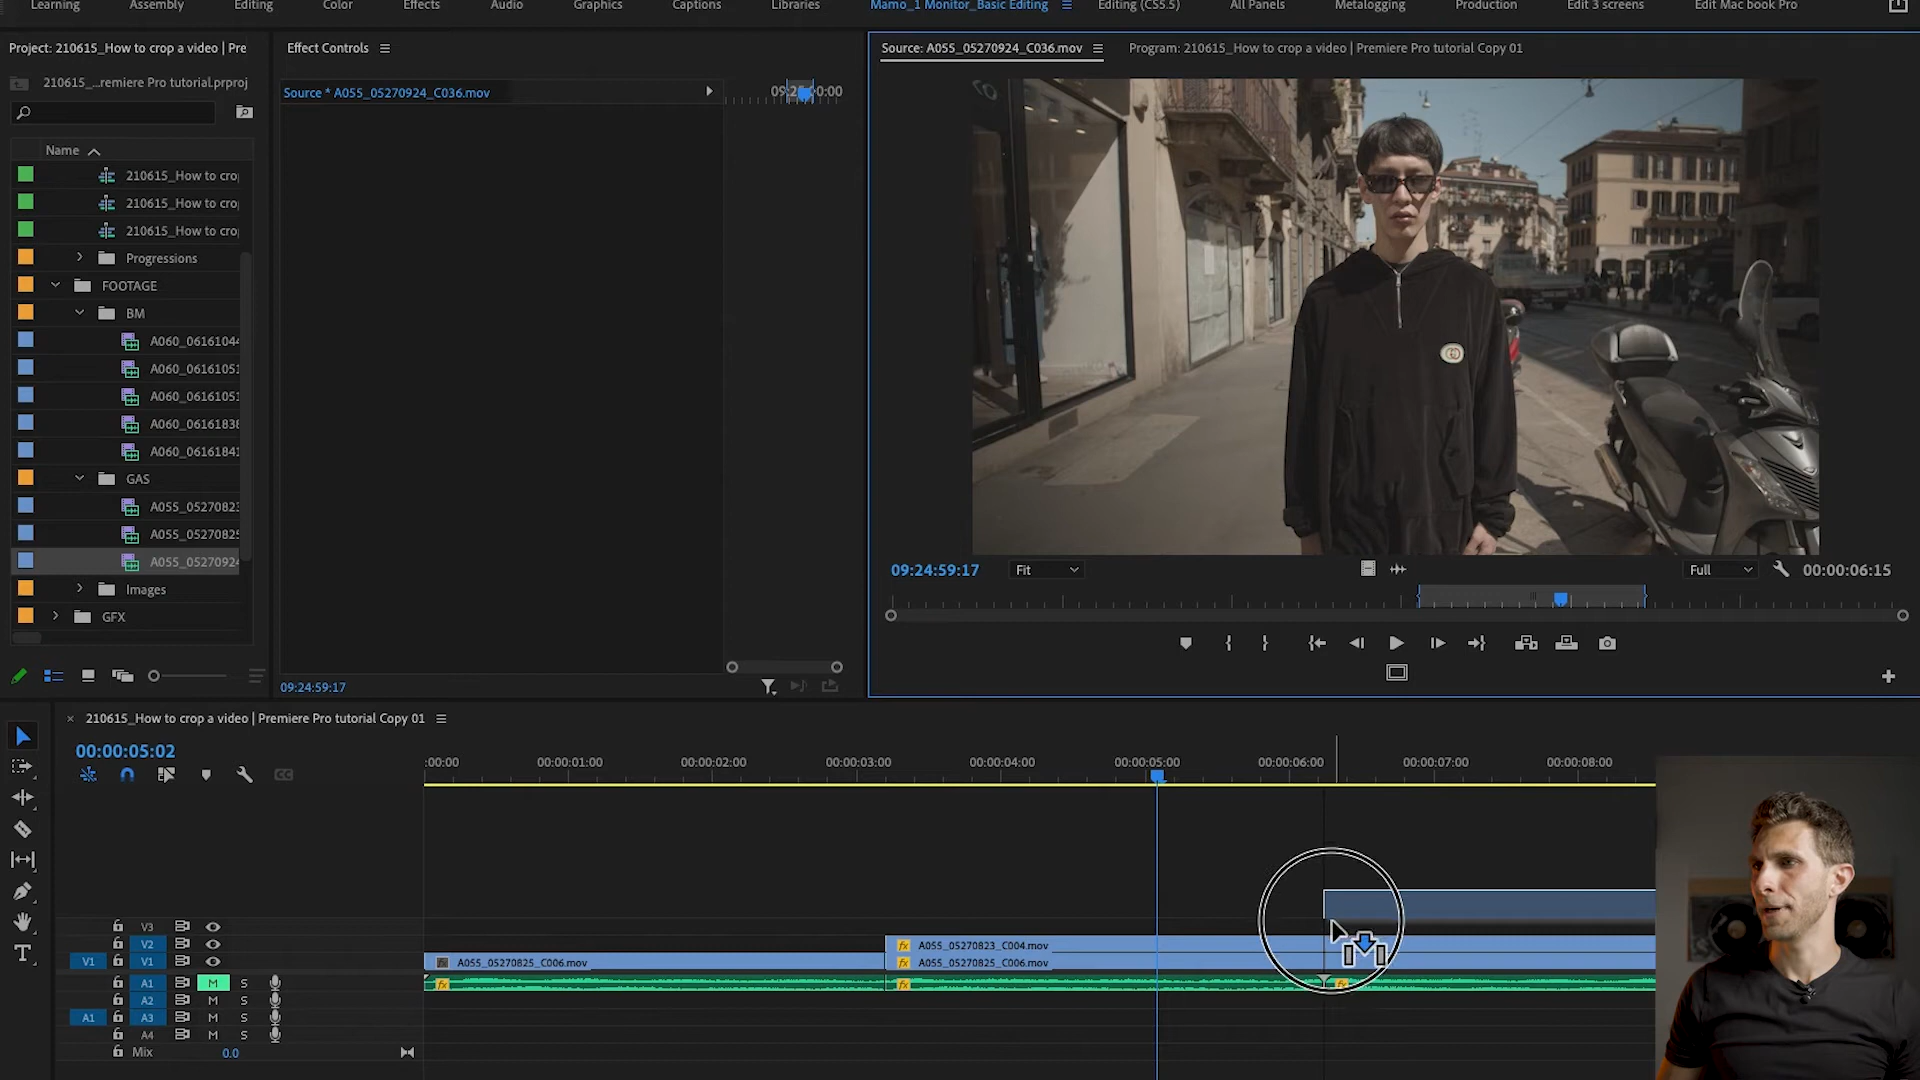 Learning Assembly Editing Color Effects Audio Graphics Captions Libraries Mamo_1 Monitor_Basic Editing Editing (CS5.5) All Panels Metalogging Production Edit 3 screens Edit Mac book Pro
Project: 210615_How to crop a video | Pre
Effect Controls
Source: A055_05270924_C036.mov
Program: 210615_How to crop a video | Premiere Pro tutorial Copy 01
210615_...remiere Pro tutorial.prproj
Source * A055_05270924_C036.mov
Name
210615_How to cro
210615_How to cro
210615_How to cro
Progressions
FOOTAGE
BM
A060_0616104
A060_0616105
A060_0616105
A060_0616183
A060_0616184
GAS
A055_0527082
A055_0527082
A055_0527092
Images
GFX
09:24:59:17
Fit
Full
00:00:06:15
09:24:59:17
210615_How to crop a video | Premiere Pro tutorial Copy 01
00:00:05:02
:00:00 00:00:01:00 00:00:02:00 00:00:03:00 00:00:04:00 00:00:05:00 00:00:06:00 00:00:07:00 00:00:08:00
V3
V2 fx A055_05270823_C004.mov
V1 V1 fx A055_05270825_C006.mov fx A055_05270825_C006.mov
A1 M S fx fx fx
A2 M S
A1 A3 M S
A4 M S
Mix 0.0